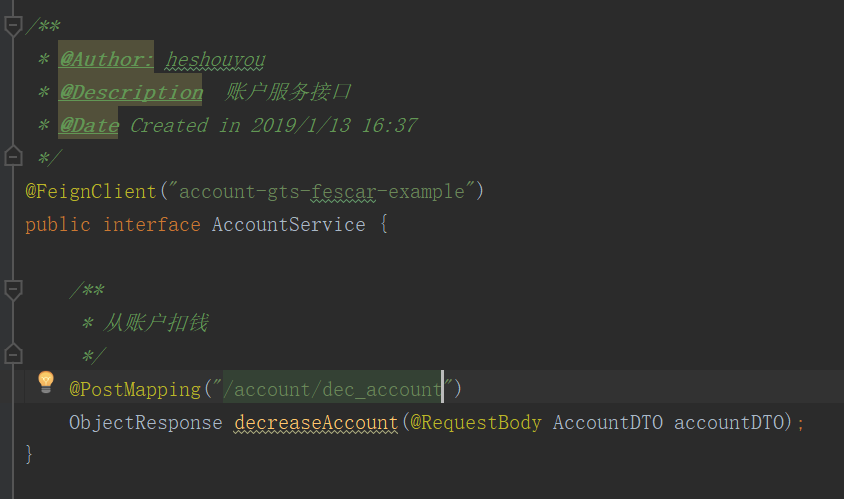 /**
* @Author: heshouyou
* @Description  账户服务接口
* @Date Created in 2019/1/13 16:37
*/
@FeignClient("account-gts-fescar-example")
public interface AccountService {
/**
* 从账户扣钱
*/
@PostMapping("/account/dec_account")
ObjectResponse decreaseAccount(@RequestBody AccountDTO accountDTO);
}